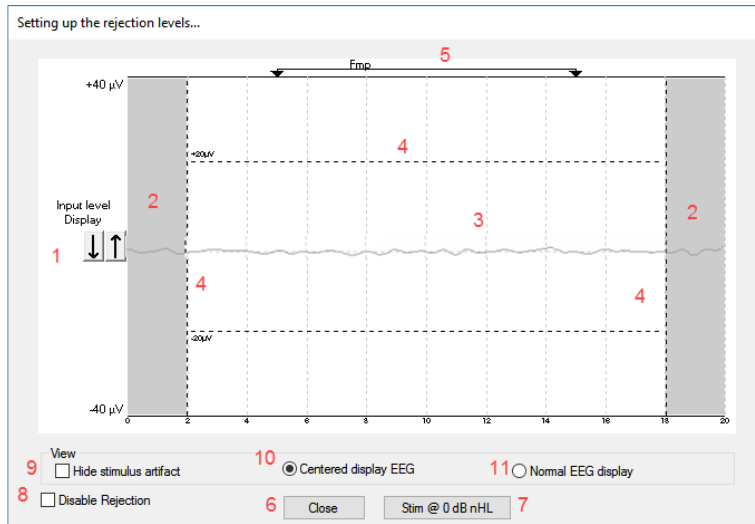 Setting up the rejection levels...
5
Fmp
+40 µV
4
+20µV
2
2
Input level
Display
3
1
4
4
-20µV
-40 µV
0 2 4 6 8 10 12 14 16 18 20
View
9 Hide stimulus artifact 10 Centered display EEG 11 Normal EEG display
8 Disable Rejection 6 Close Stim @ 0 dB nHL 7